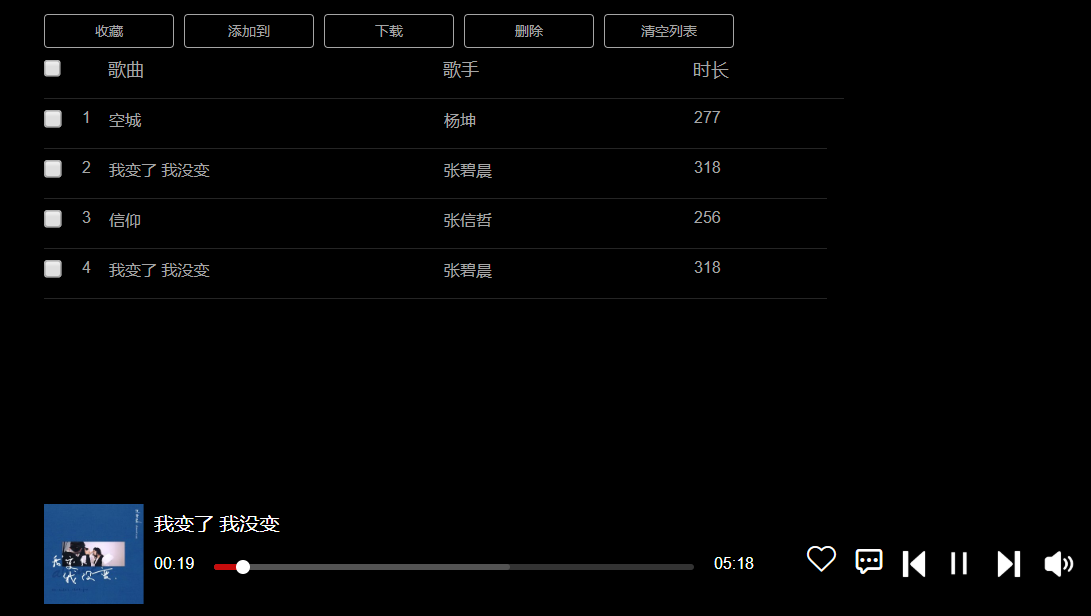 收藏 添加到 下载 删除 清空列表
歌曲 歌手 时长
1 空城 杨坤 277
2 我变了 我没变 张碧晨 318
3 信仰 张信哲 256
4 我变了 我没变 张碧晨 318
我变了 我没变
00:19 05:18